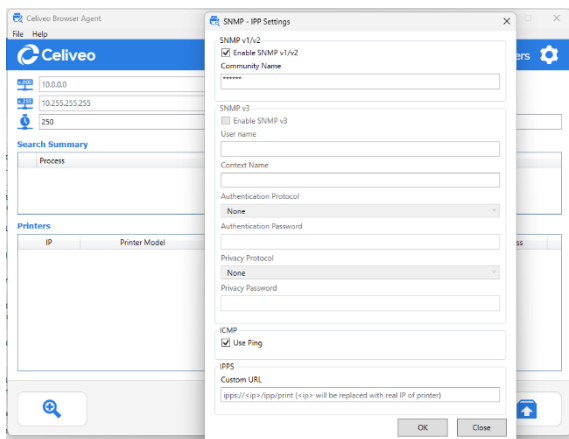 Celiveo Browser Agent
File Help
Celiveo
ers
10.0.0.0
10.255.255.255
250
Search Summary
Process
Printers
IP Printer Model
ss
SNMP - IPP Settings
SNMP v1/v2
Enable SNMP v1/v2
Community Name
******
SNMP v3
Enable SNMP v3
User name
Context Name
Authentication Protocol
None
Authentication Password
Privacy Protocol
None
Privacy Password
ICMP
Use Ping
IPPS
Custom URL
ipps://<ip>/ipp/print (<ip> will be replaced with real IP of printer)
OK Close